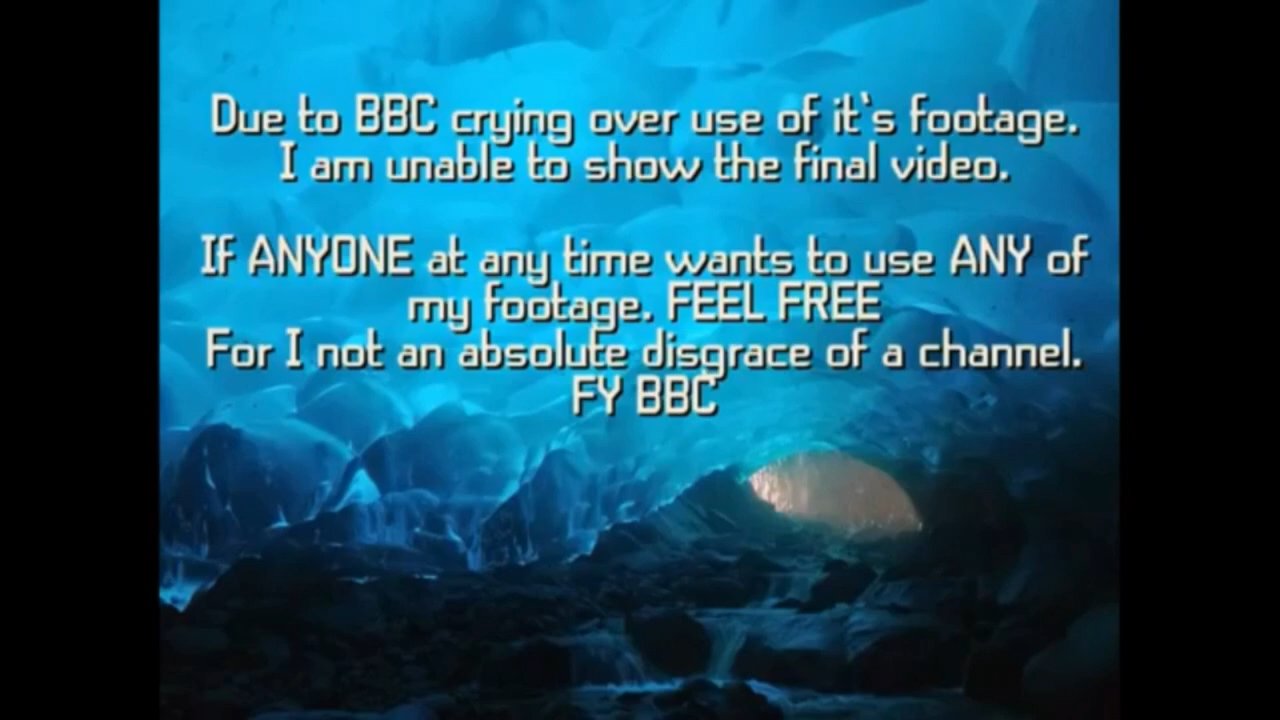 Due to BBC crying over use of it`s footage.
I am unable to show the final video.
If ANYONE at any time wants to use ANY of
my footage. FEEL FREE
For I not an absolute disgrace of a channel.
FY BBC